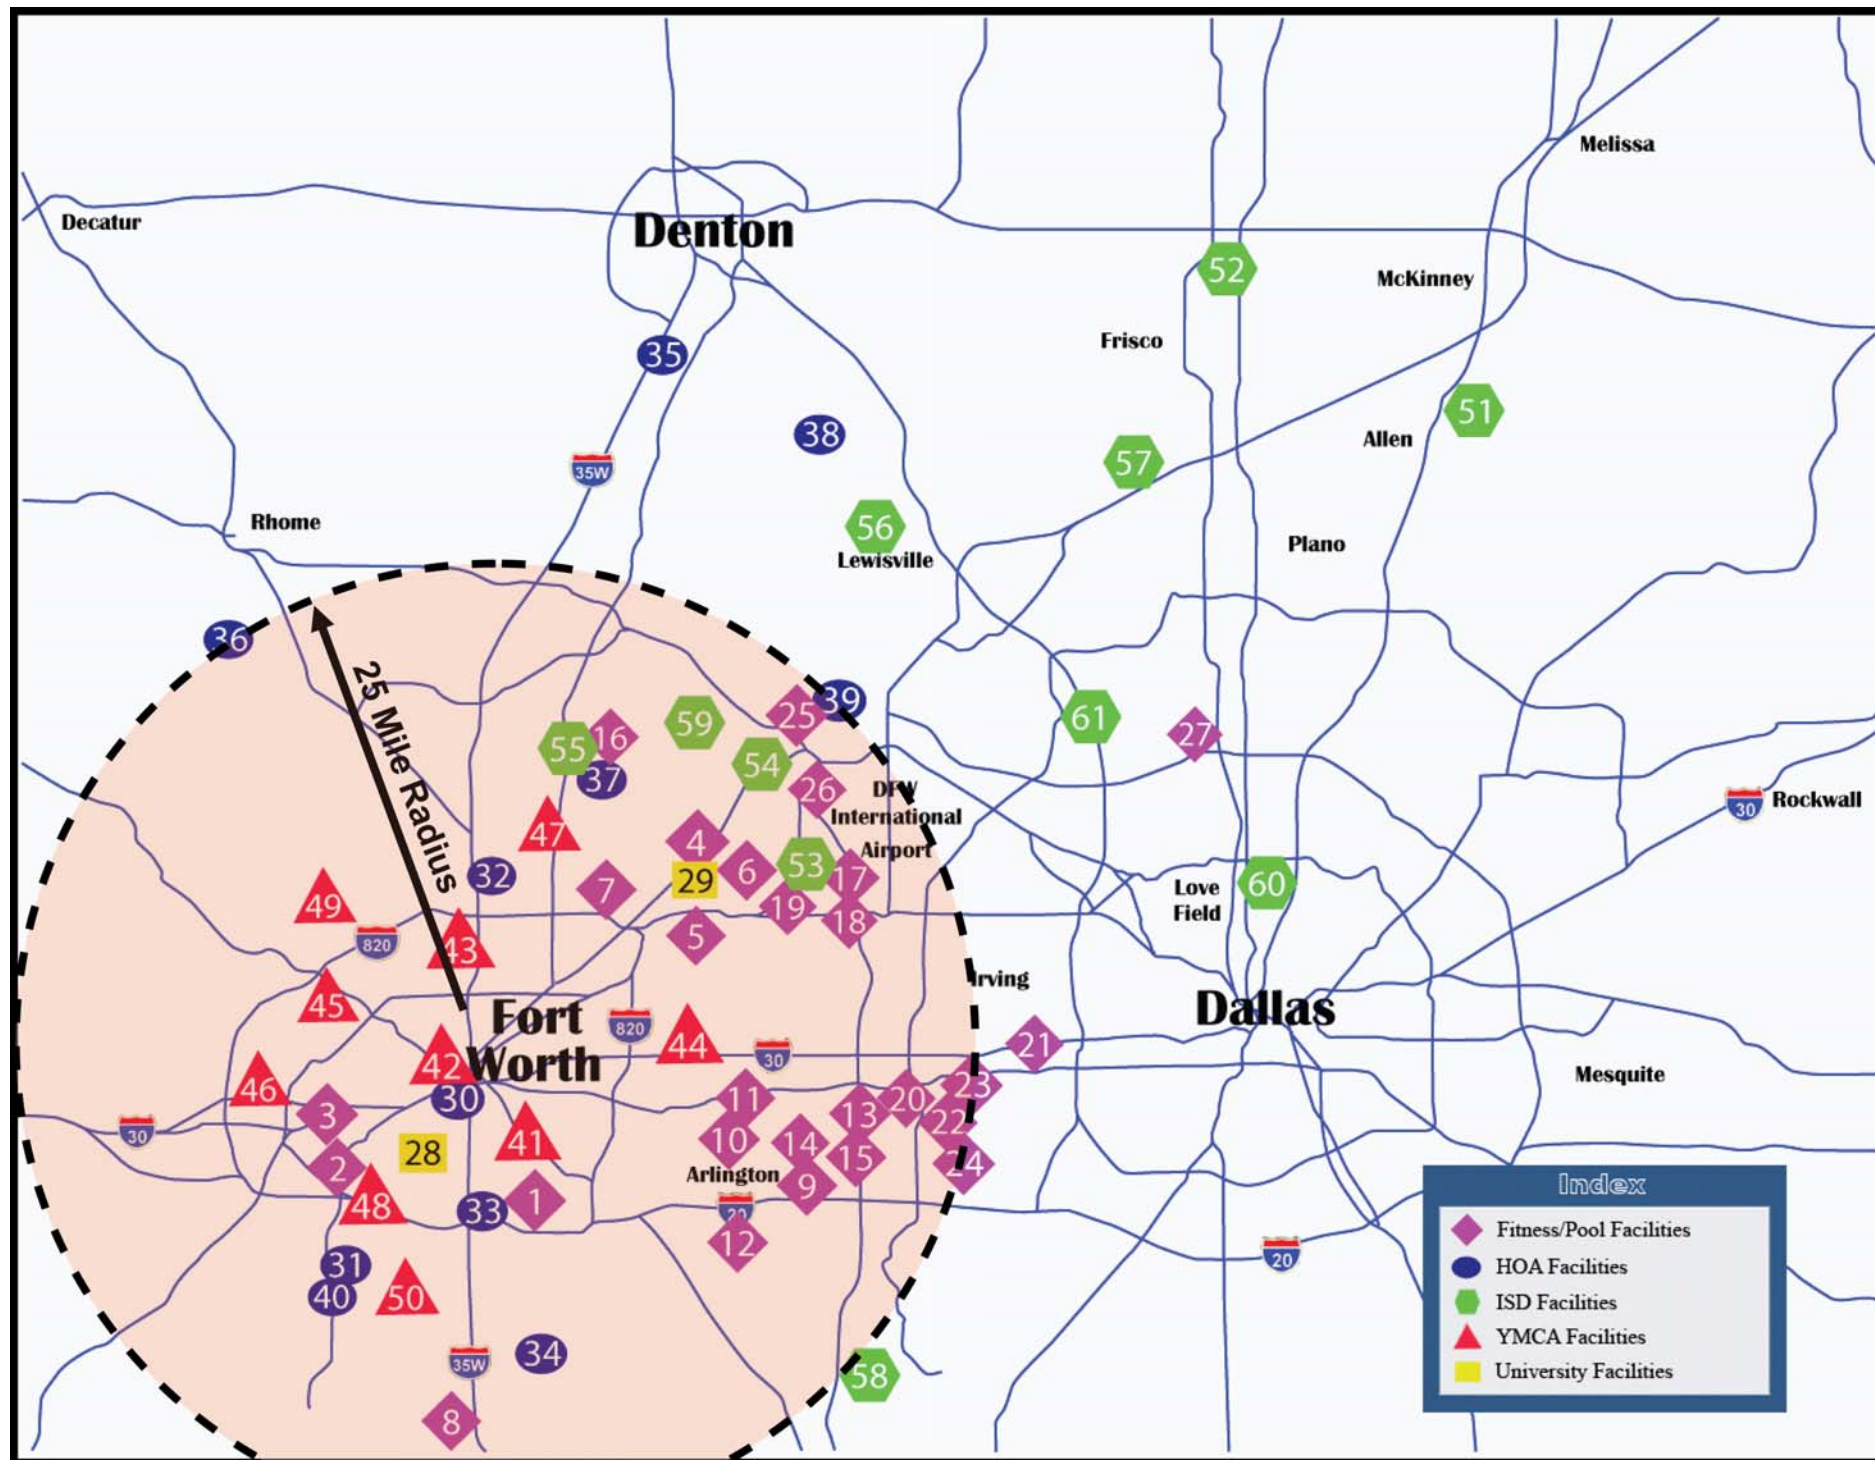 Melissa
Decatur
Denton
52
McKinney
Frisco
35
51
38
Allen
57
35W
Rhome
56
Lewisville
Plano
36
25 Mile Radius
39
25
59
61
16
55
27
54
37
26
DFW
International
Airport
30
Rockwall
47
4
6
53
17
32
29
7
Love
Field
60
49
19
18
5
820
43
Irving
45
Fort
Worth
820
44
30
Dallas
21
42
46
Mesquite
30
3
11
20
23
13
22
30
41
10
14
15
24
28
2
Arlington
9
48
1
33
20
12
20
31
40
50
34
35W
58
8
Index
Fitness/Pool Facilities
HOA Facilities
ISD Facilities
YMCA Facilities
University Facilities